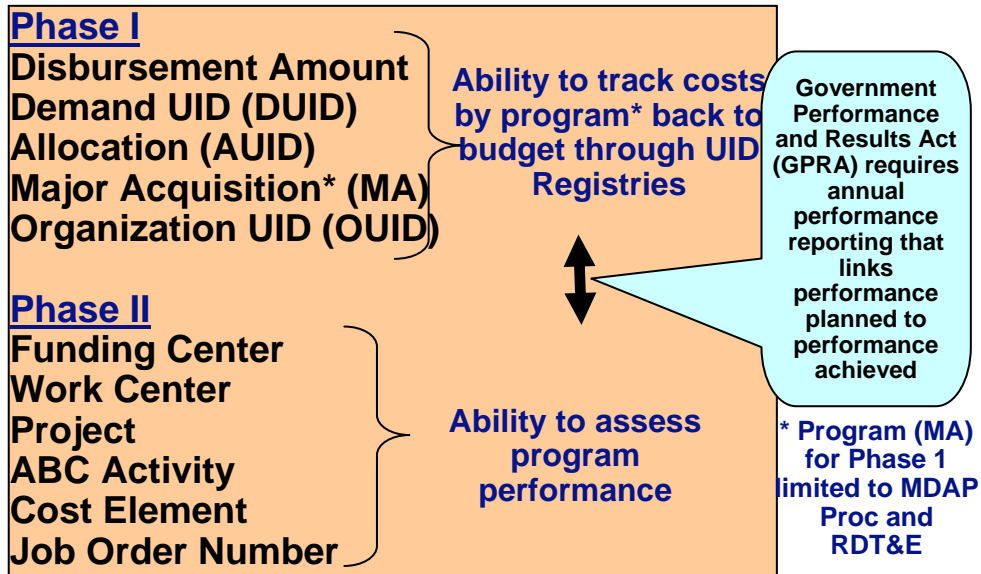 Phase I
Disbursement Amount
Demand UID (DUID)
Allocation (AUID)
Major Acquisition* (MA)
Organization UID (OUID)
Ability to track costs
by program* back to
budget through UID
Registries
Government
Performance
and Results Act
(GPRA) requires
annual
performance
reporting that
links
performance
planned to
performance
achieved
Phase II
Funding Center
Work Center
Project
ABC Activity
Cost Element
Job Order Number
Ability to assess
program
performance
* Program (MA)
for Phase 1
limited to MDAP
Proc and
RDT&E